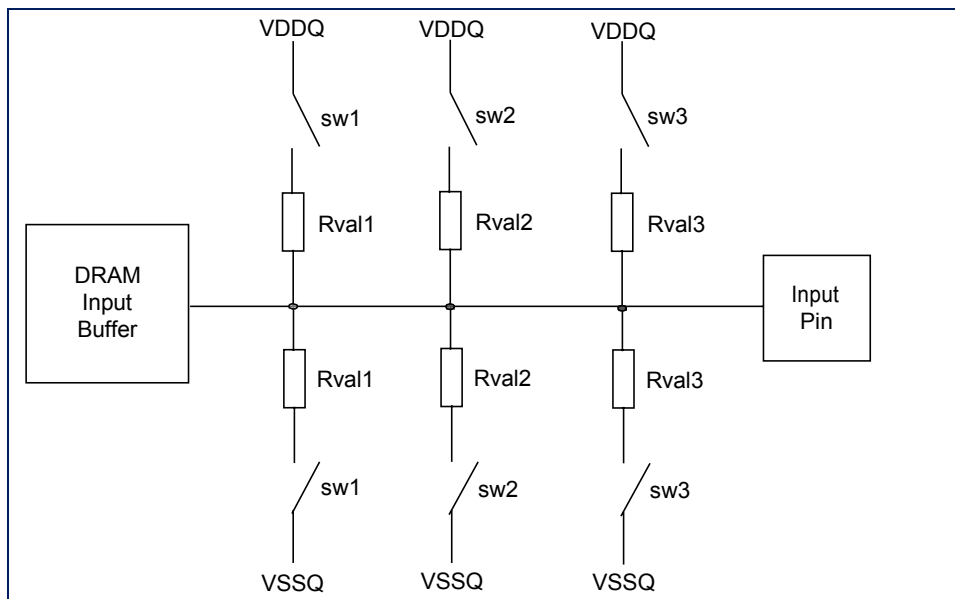 VDDQ VDDQ VDDQ
sw1 sw2 sw3
Rval1 Rval2 Rval3
DRAM
Input
Buffer
Input
Pin
Rval1 Rval2 Rval3
sw1 sw2 sw3
VSSQ VSSQ VSSQ